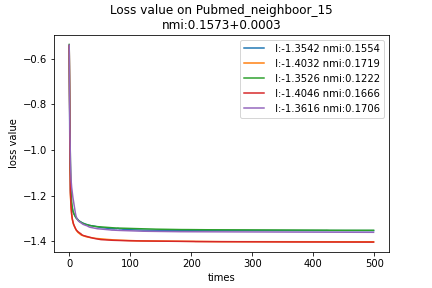 Loss value on Pubmed_neighboor_15
nmi:0.1573+0.0003
l:-1.3542 nmi:0.1554
l:-1.4032 nmi:0.1719
l:-1.3526 nmi:0.1222
l:-1.4046 nmi:0.1666
l:-1.3616 nmi:0.1706
loss value
−0.6
−0.8
−1.0
−1.2
−1.4
0
100
200
300
400
500
times